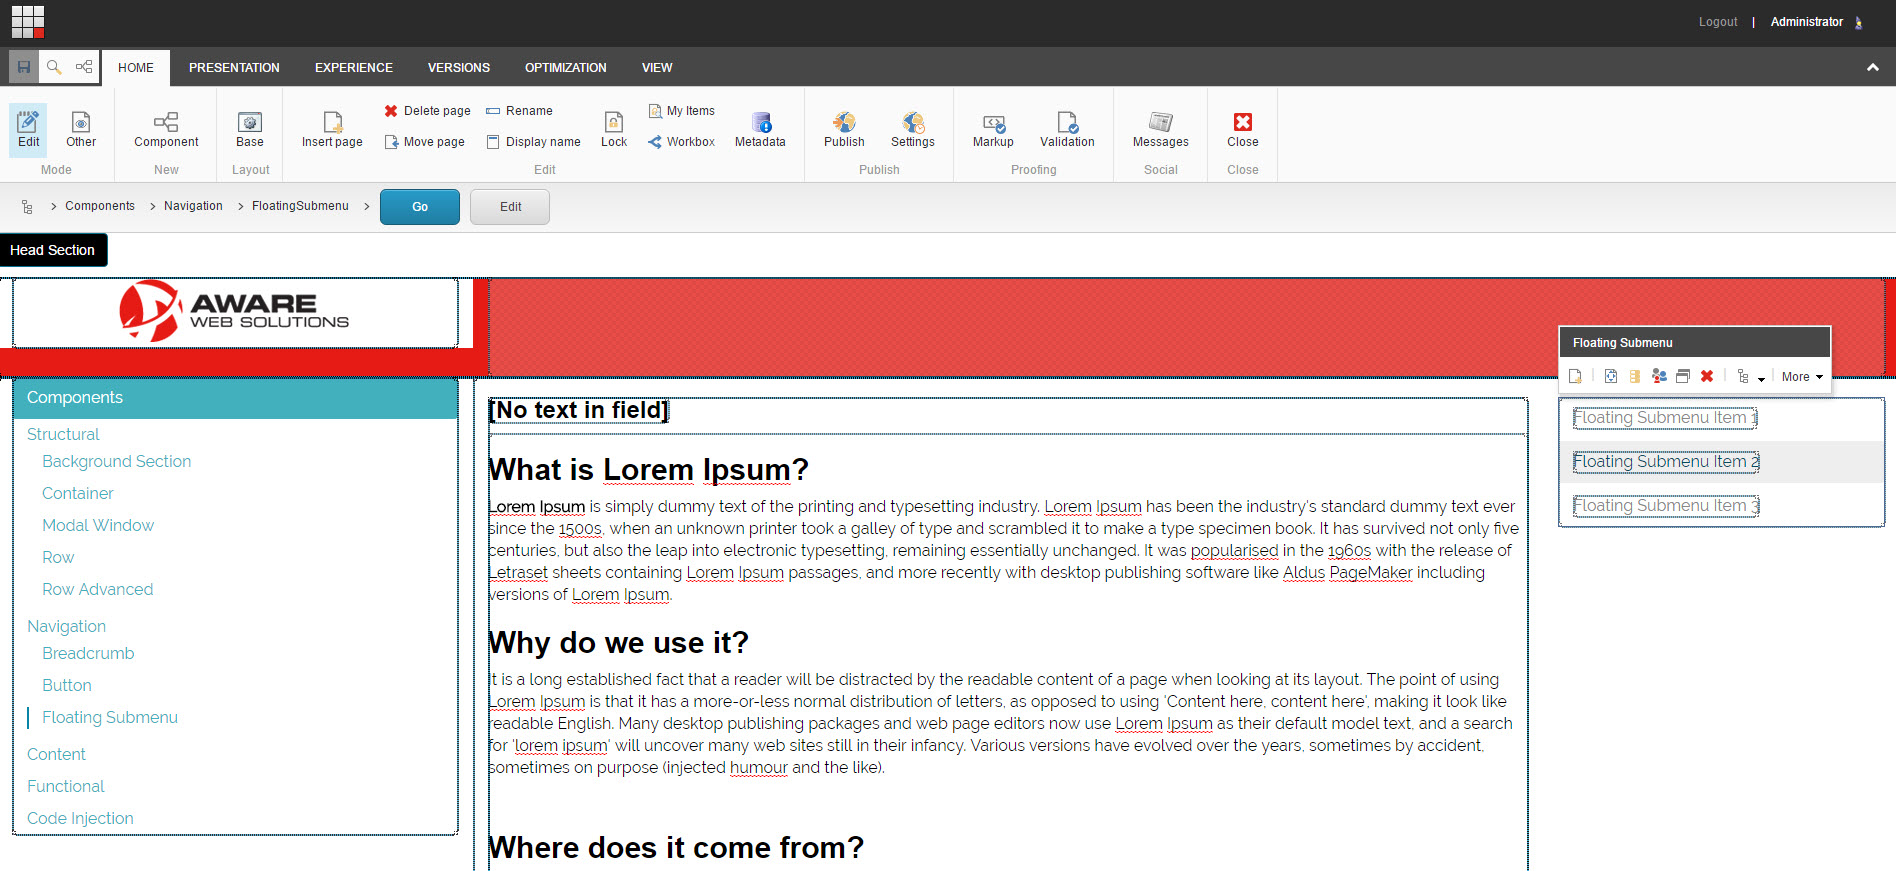 Logout | Administrator
HOME PRESENTATION EXPERIENCE VERSIONS OPTIMIZATION VIEW
Edit Other
Mode
Component
New
Base
Layout
Insert page
Delete page
Move page
Rename
Display name
Lock
My Items
Workbox
Metadata
Edit
Publish Settings
Publish
Markup Validation
Proofing
Messages
Social
Close
Close
Components Navigation FloatingSubmenu Go Edit
Head Section
AWARE
WEB SOLUTIONS
Components
Structural
Background Section
Container
Modal Window
Row
Row Advanced
Navigation
Breadcrumb
Button
Floating Submenu
Content
Functional
Code Injection
[No text in field]
What is Lorem Ipsum?
Lorem Ipsum is simply dummy text of the printing and typesetting industry. Lorem Ipsum has been the industry's standard dummy text ever
since the 1500s, when an unknown printer took a galley of type and scrambled it to make a type specimen book. It has survived not only five
centuries, but also the leap into electronic typesetting, remaining essentially unchanged. It was popularised in the 1960s with the release of
Letraset sheets containing Lorem Ipsum passages, and more recently with desktop publishing software like Aldus PageMaker including
versions of Lorem Ipsum.
Why do we use it?
It is a long established fact that a reader will be distracted by the readable content of a page when looking at its layout. The point of using
Lorem Ipsum is that it has a more-or-less normal distribution of letters, as opposed to using 'Content here, content here', making it look like
readable English. Many desktop publishing packages and web page editors now use Lorem Ipsum as their default model text, and a search
for 'lorem ipsum' will uncover many web sites still in their infancy. Various versions have evolved over the years, sometimes by accident,
sometimes on purpose (injected humour and the like).
Where does it come from?
Floating Submenu
More
Floating Submenu Item 1
Floating Submenu Item 2
Floating Submenu Item 3